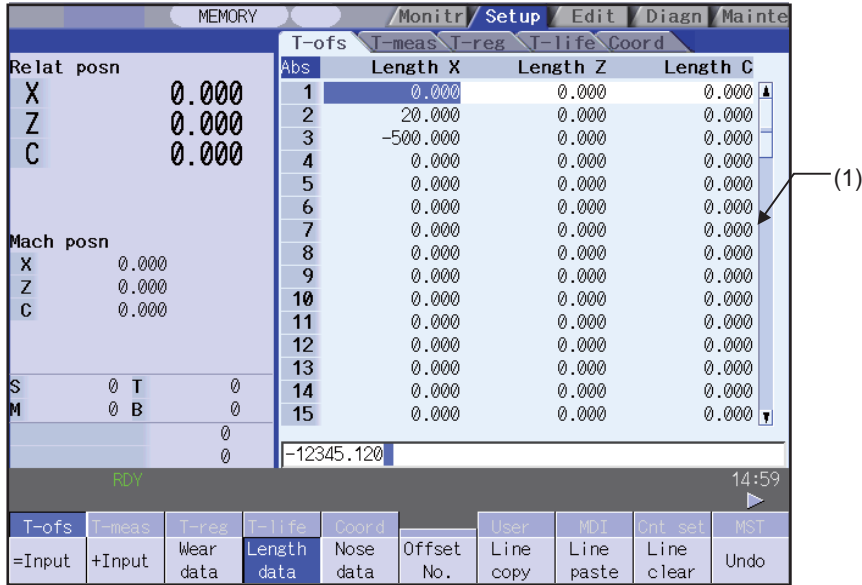 MEMORY Monitr Setup Edit Diagn Mainte
T-ofs T-meas T-reg T-life Coord
Relat posn
X 0.000
Z 0.000
C 0.000
Mach posn
X 0.000
Z 0.000
C 0.000
S 0 T 0
M 0 B 0
0
0
Abs Length X Length Z Length C
1 0.000 0.000 0.000
2 20.000 0.000 0.000
3 -500.000 0.000 0.000
4 0.000 0.000 0.000
5 0.000 0.000 0.000
6 0.000 0.000 0.000
7 0.000 0.000 0.000
8 0.000 0.000 0.000
9 0.000 0.000 0.000
10 0.000 0.000 0.000
11 0.000 0.000 0.000
12 0.000 0.000 0.000
13 0.000 0.000 0.000
14 0.000 0.000 0.000
15 0.000 0.000 0.000
(1)
-12345.120
RDY 14:59
T-ofs T-meas T-reg T-life Coord User MDI Cnt set MST
=Input +Input Wear data Length data Nose data Offset No. Line copy Line paste Line clear Undo